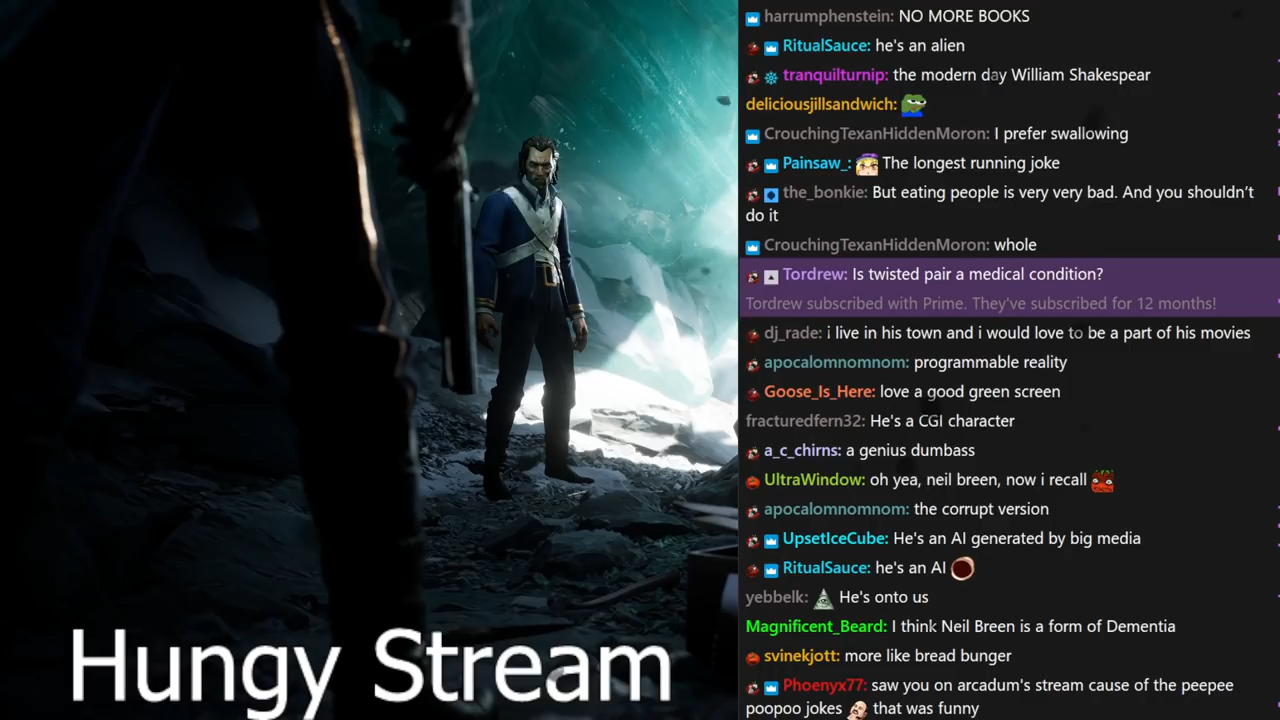 harrumphenstein: NO MORE BOOKS
RitualSauce: he's an alien
tranquilturnip: the modern day William Shakespear
deliciousjillsandwich:
CrouchingTexanHiddenMoron: I prefer swallowing
Painsaw_: The longest running joke
the_bonkie: But eating people is very very bad. And you shouldn't
do it
CrouchingTexanHiddenMoron: whole
Tordrew: Is twisted pair a medical condition?
Tordrew subscribed with Prime. They've subscribed for 12 months!
dj_rade: i live in his town and i would love to be a part of his movies
apocalomnomnom: programmable reality
Goose_Is_Here: love a good green screen
fracturedfern32: He's a CGI character
a_c_chirns: a genius dumbass
UltraWindow: oh yea, neil breen, now i recall
apocalomnomnom: the corrupt version
UpsetIceCube: He's an AI generated by big media
RitualSauce: he's an AI
yebbelk: He's onto us
Magnificent_Beard: I think Neil Breen is a form of Dementia
svinekjott: more like bread bunger
Phoenyx77: saw you on arcadum's stream cause of the peepee
poopoo jokes that was funny
Hungy Stream